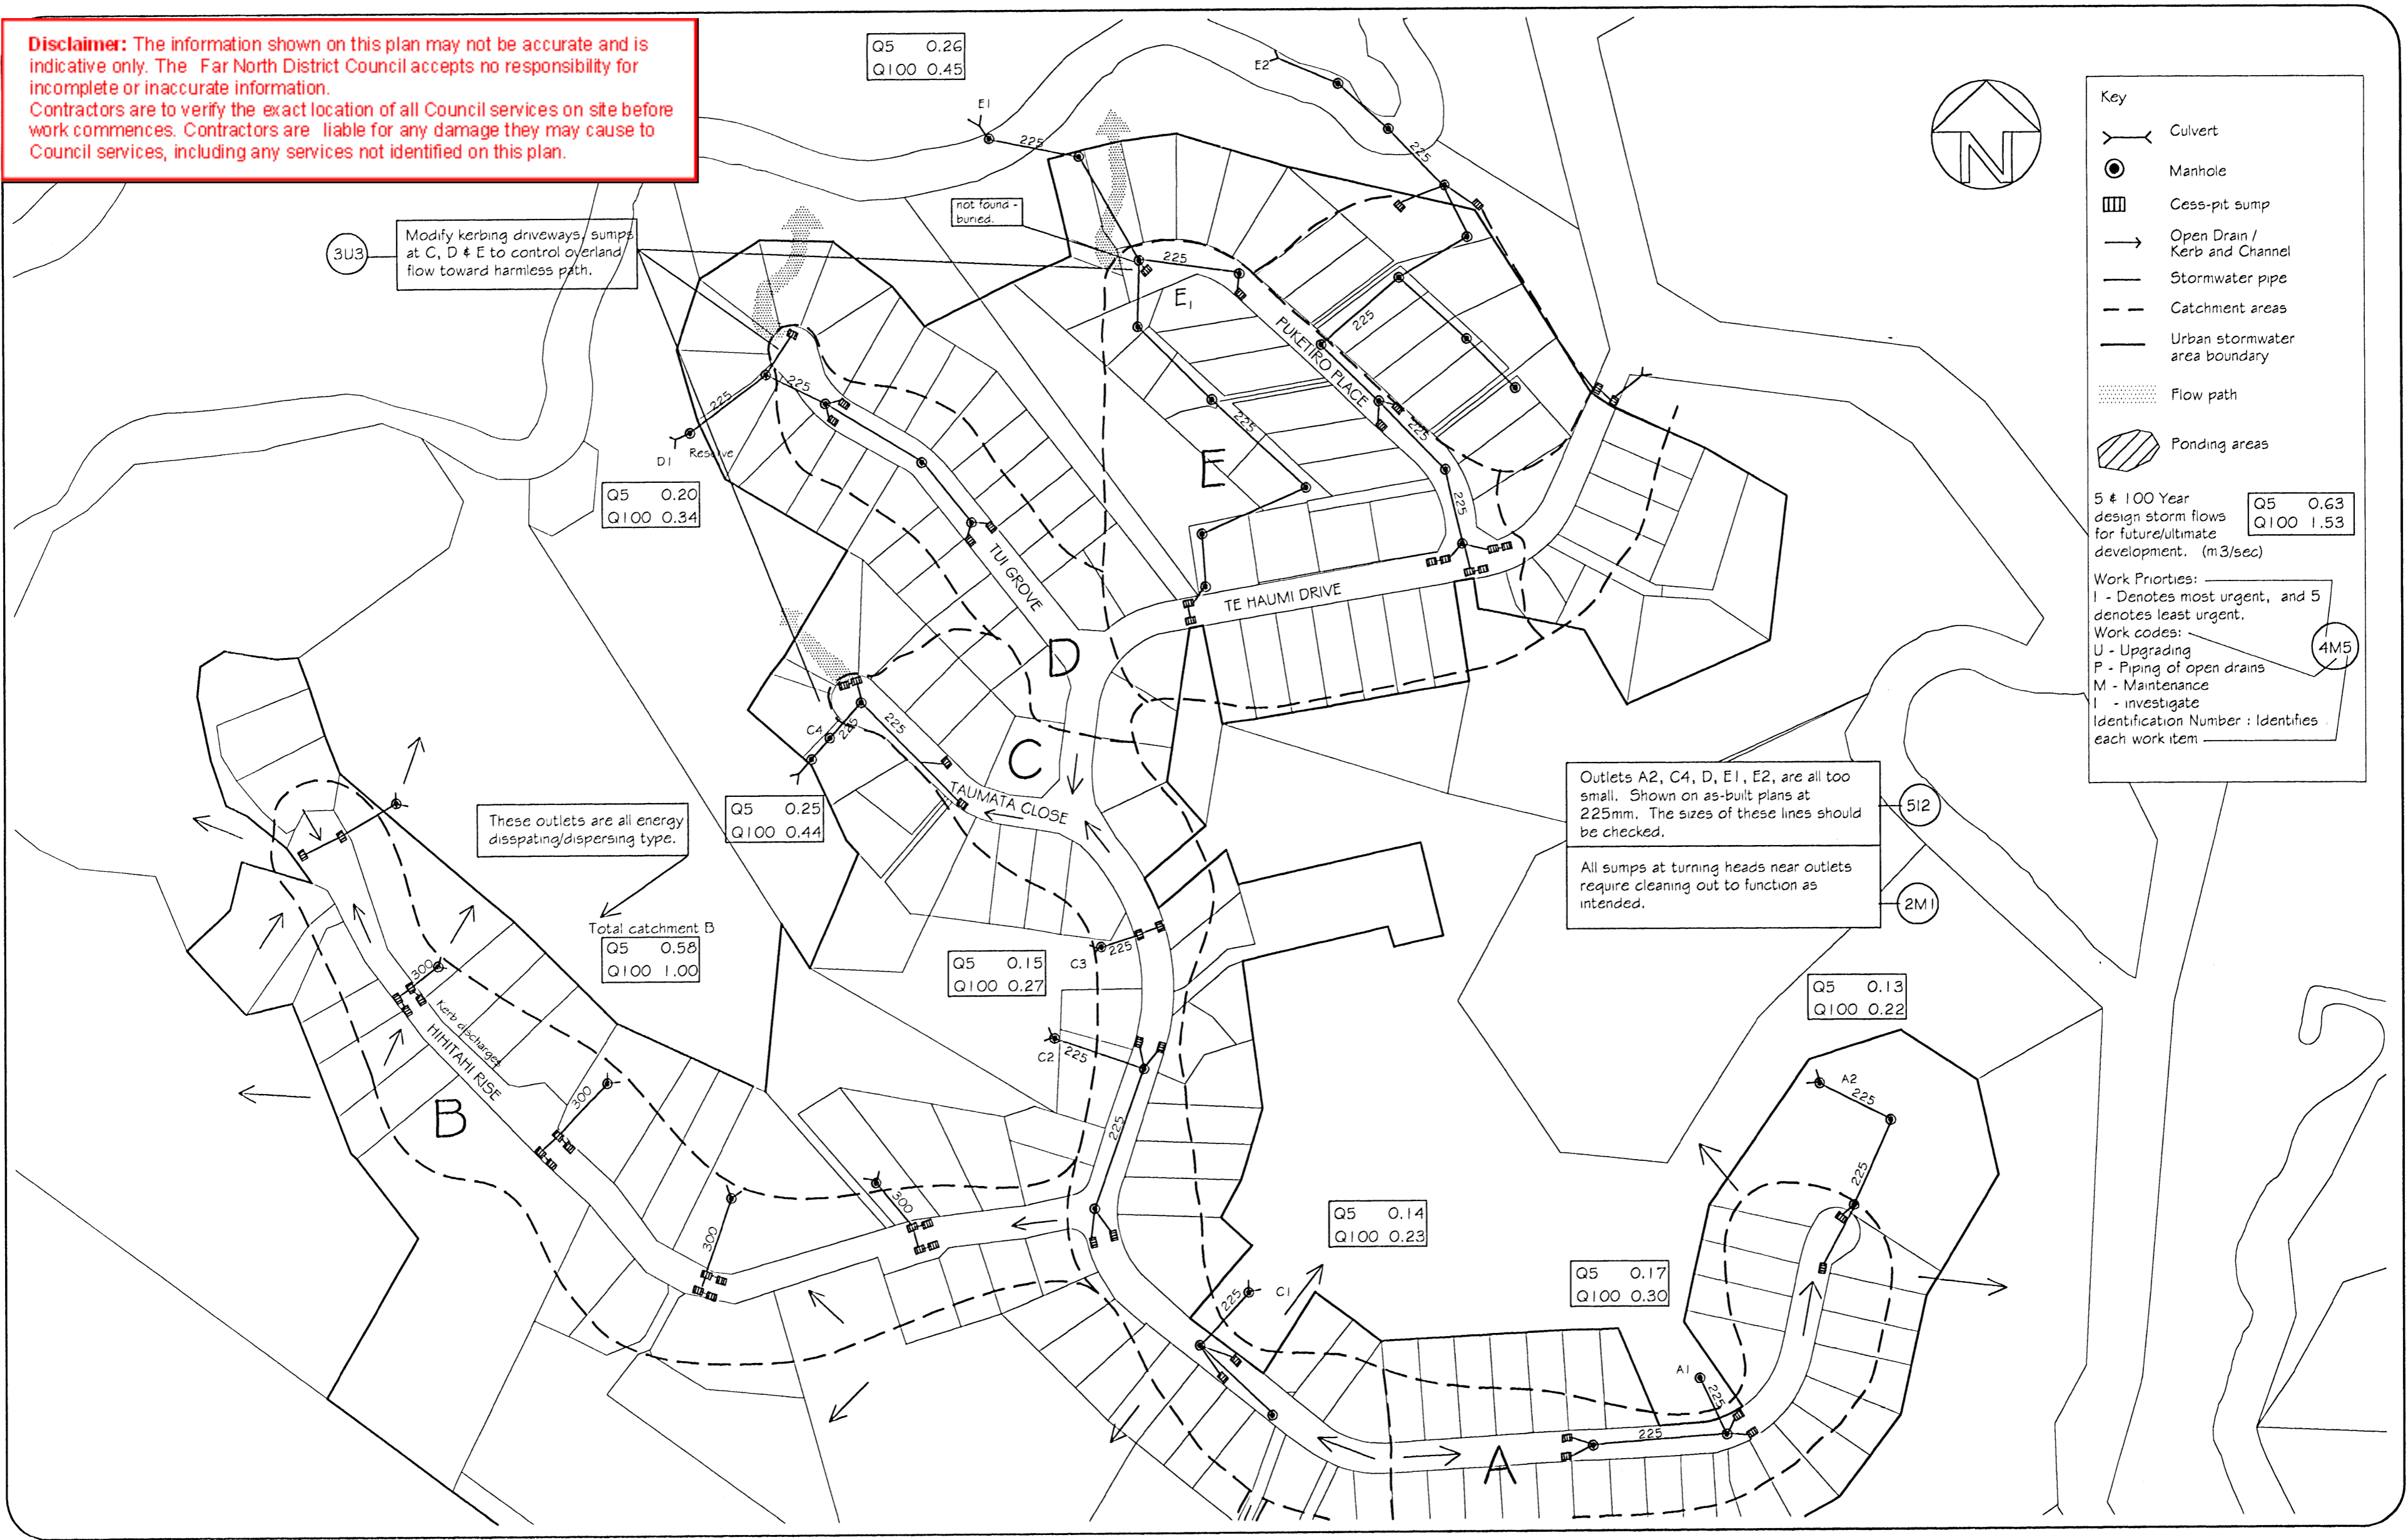 Disclaimer: The information shown on this plan may not be accurate and is
indicative only. The Far North District Council accepts no responsibility for
incomplete or inaccurate information.
Contractors are to verify the exact location of all Council services on site before
work commences. Contractors are liable for any damage they may cause to
Council services, including any services not identified on this plan.
Q5 0.26
Q100 0.45
E2
E1
225
225
not found -
buried.
3U3
Modify kerbing driveways, sumps
at C, D & E to control overland
flow toward harmless path.
225
E1
PUKETIRO PLACE
225
225
225
225
E
225
225
D1
Reserve
Q5 0.20
Q100 0.34
TUI GROVE
TE HAUMI DRIVE
D
C4
225
225
C
TAUMATA CLOSE
Q5 0.25
Q100 0.44
These outlets are all energy
disspating/dispersing type.
Total catchment B
Q5 0.58
Q100 1.00
300
Kerb discharges
HIHITAHI RISE
B
300
300
300
C3
225
Q5 0.15
Q100 0.27
C2
225
225
225
C1
Q5 0.14
Q100 0.23
Q5 0.17
Q100 0.30
Q5 0.13
Q100 0.22
A2
225
225
A1
225
225
A
Outlets A2, C4, D, E1, E2, are all too
small. Shown on as-built plans at
225mm. The sizes of these lines should
be checked.
5I2
All sumps at turning heads near outlets
require cleaning out to function as
intended.
2M1
N
Key
Culvert
Manhole
Cess-pit sump
Open Drain /
Kerb and Channel
Stormwater pipe
Catchment areas
Urban stormwater
area boundary
Flow path
Ponding areas
5 & 100 Year
design storm flows
for future/ultimate
development. (m3/sec)
Q5 0.63
Q100 1.53
Work Priorties:
1 - Denotes most urgent, and 5
denotes least urgent.
Work codes:
U - Upgrading
P - Piping of open drains
M - Maintenance
I - investigate
Identification Number : Identifies
each work item
4M5